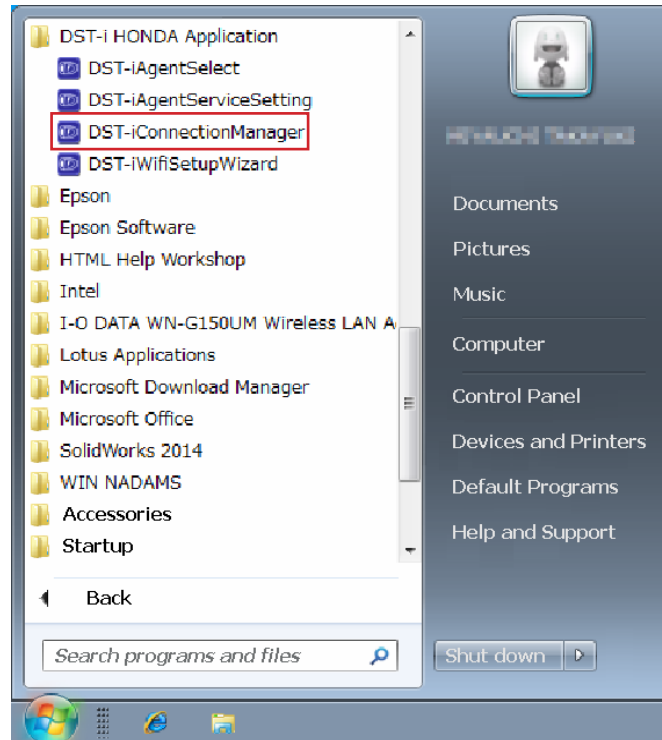 DST-i HONDA Application
DST-iAgentSelect
DST-iAgentServiceSetting
DST-iConnectionManager
DST-iWifiSetupWizard
Epson
Epson Software
HTML Help Workshop
Intel
I-O DATA WN-G150UM Wireless LAN A
Lotus Applications
Microsoft Download Manager
Microsoft Office
SolidWorks 2014
WIN NADAMS
Accessories
Startup
Back
Search programs and files
Documents
Pictures
Music
Computer
Control Panel
Devices and Printers
Default Programs
Help and Support
Shut down